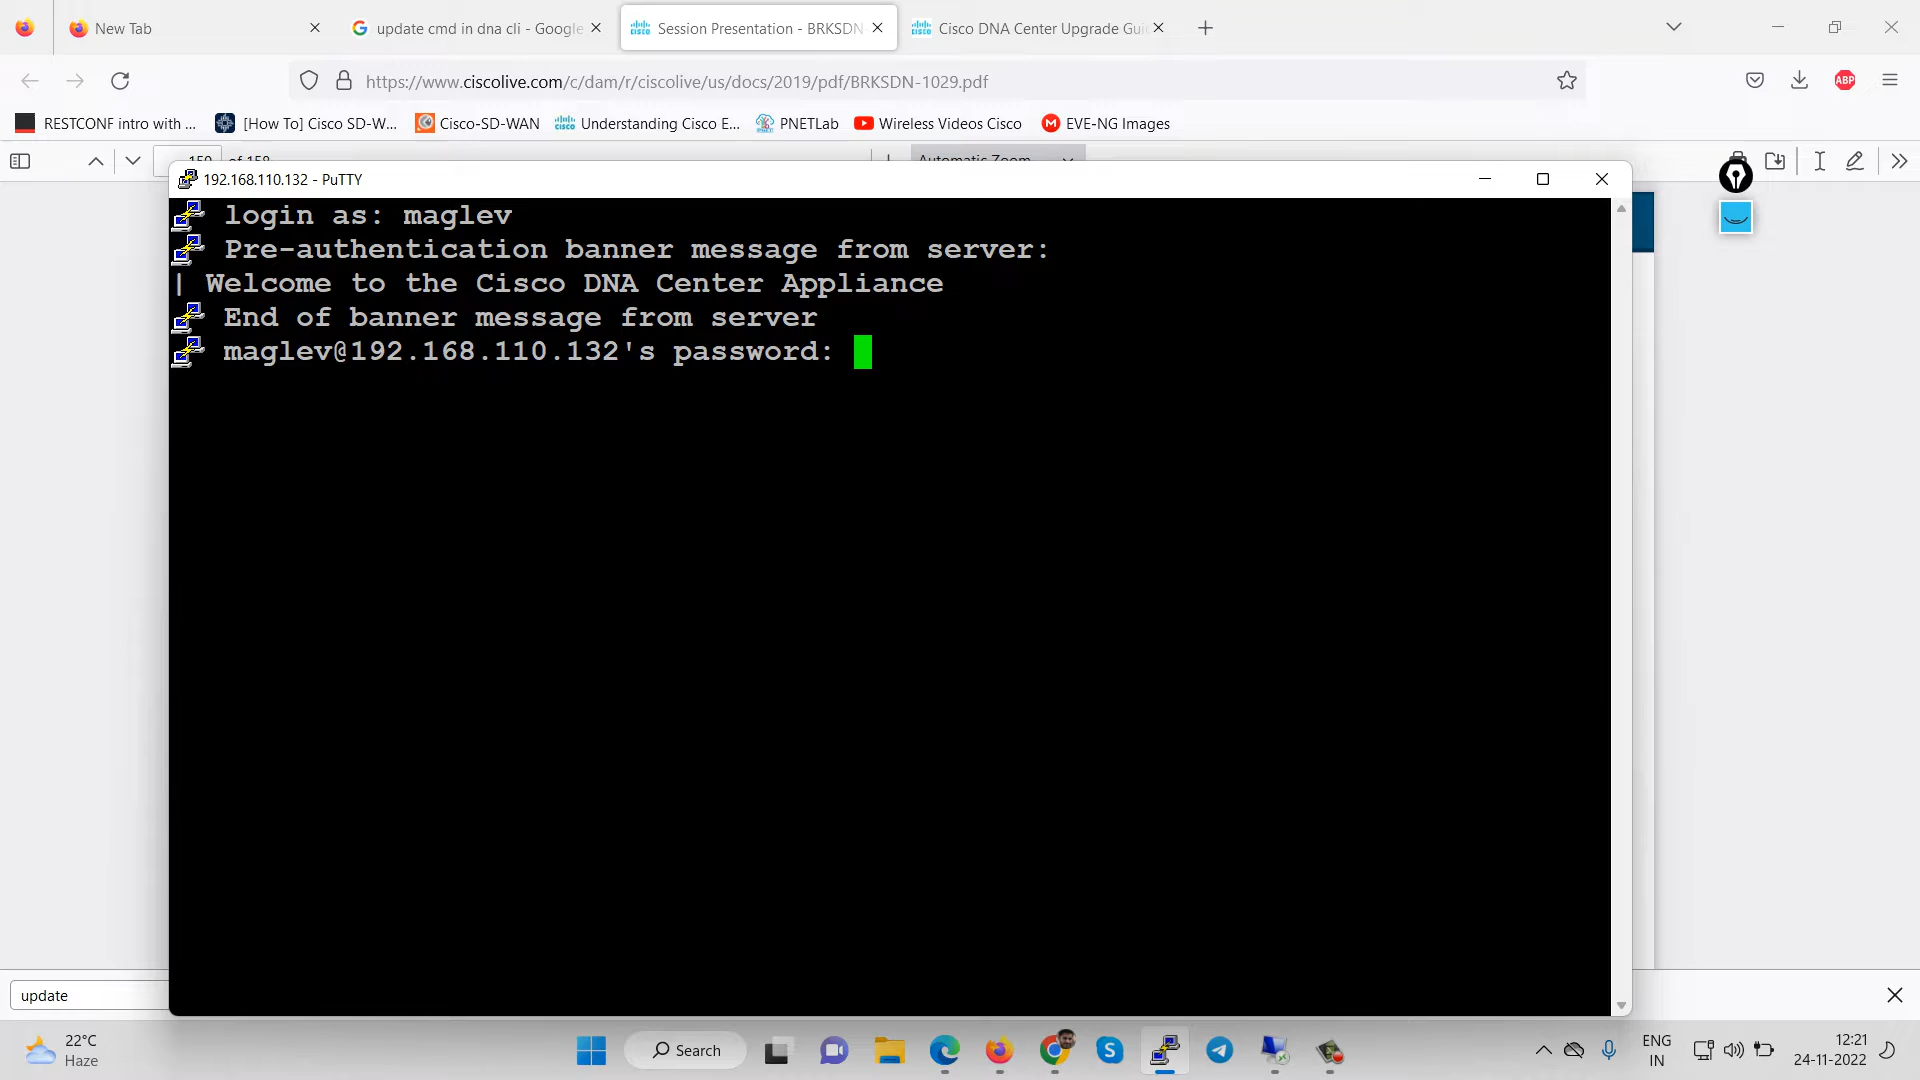 New Tab
update cmd in dna cli - Google
Session Presentation - BRKSDN-
Cisco DNA Center Upgrade Gui
https://www.ciscolive.com/c/dam/r/ciscolive/us/docs/2019/pdf/BRKSDN-1029.pdf
ABP
RESTCONF intro with ...
[How To] Cisco SD-W...
Cisco-SD-WAN
Understanding Cisco E...
PNETLab
Wireless Videos Cisco
EVE-NG Images
150 of 158
Automatic Zoom
192.168.110.132 - PuTTY
login as: maglev
Pre-authentication banner message from server:
| Welcome to the Cisco DNA Center Appliance
End of banner message from server
maglev@192.168.110.132's password:
update
22°C
Haze
Search
ENG
IN
12:21
24-11-2022